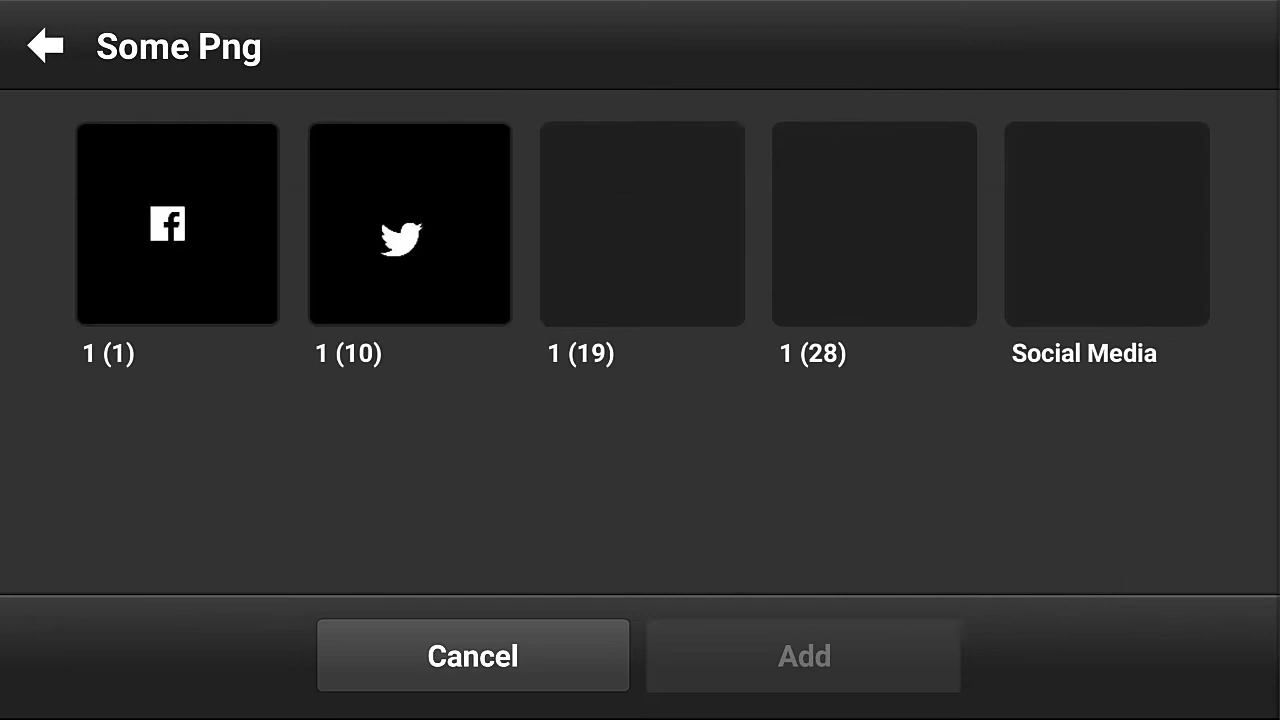 Some Png
1 (1)
1 (10)
1 (19)
1 (28)
Social Media
Cancel
Add